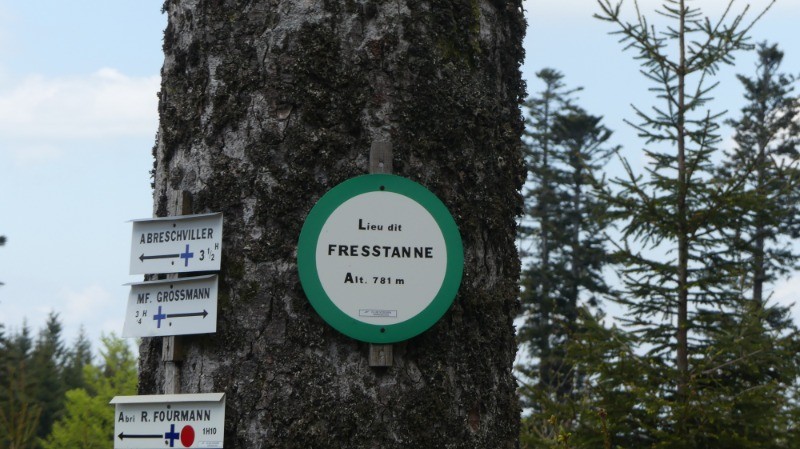 ABRESCHVILLER
3 1/2 H
MF. GROSSMANN
3/4 H
Abri R. FOURMANN
1H10
Lieu dit
FRESSTANNE
Alt. 781 m